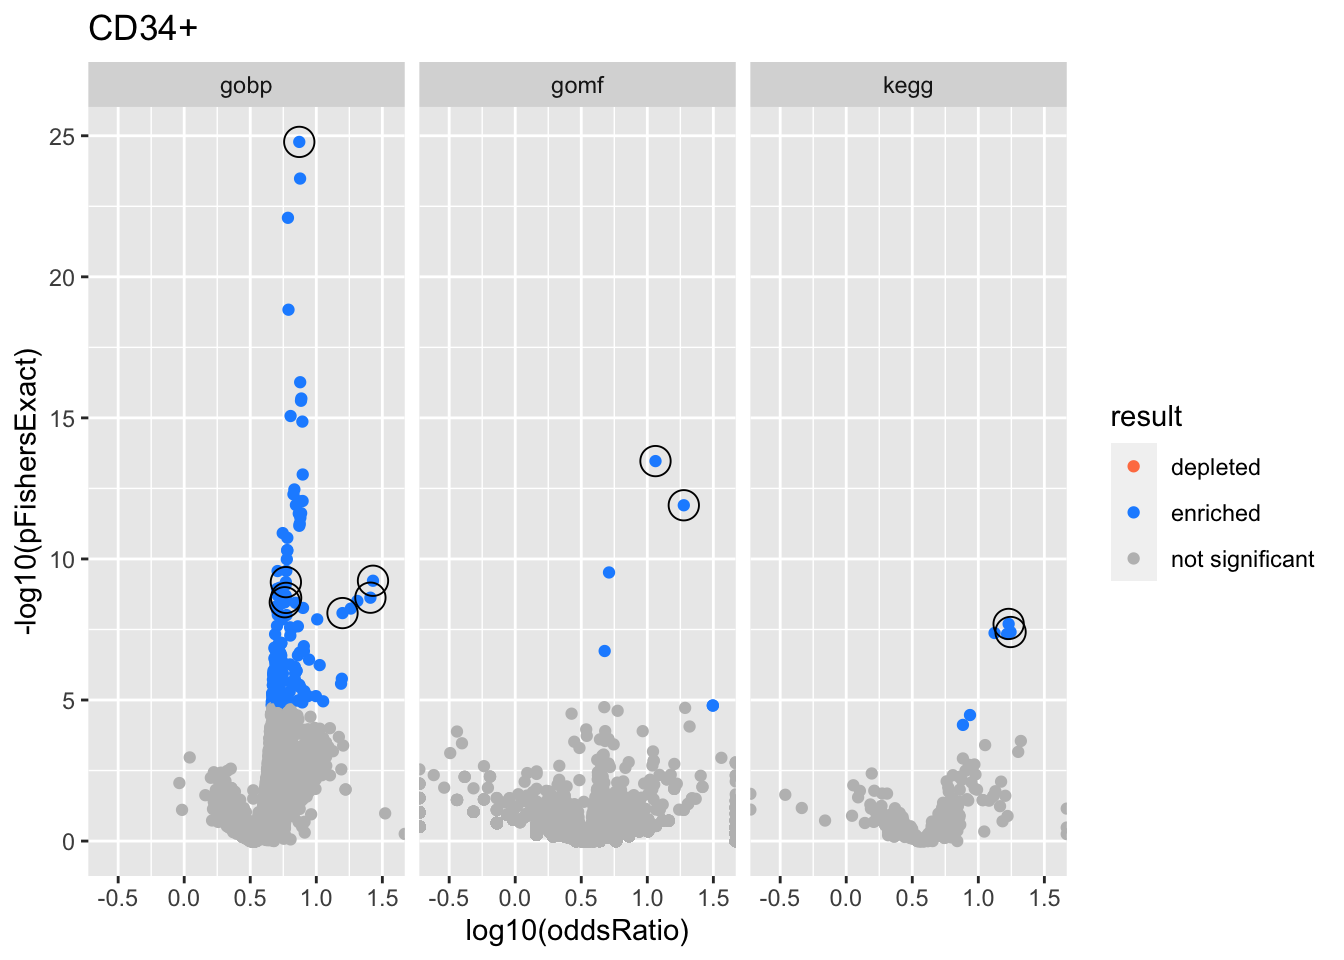 CD34+
gobp
gomf
kegg
25
20
15
10
5
0
-log10(pFishersExact)
-0.5 0.0 0.5 1.0 1.5
-0.5 0.0 0.5 1.0 1.5
-0.5 0.0 0.5 1.0 1.5
log10(oddsRatio)
result
depleted
enriched
not significant